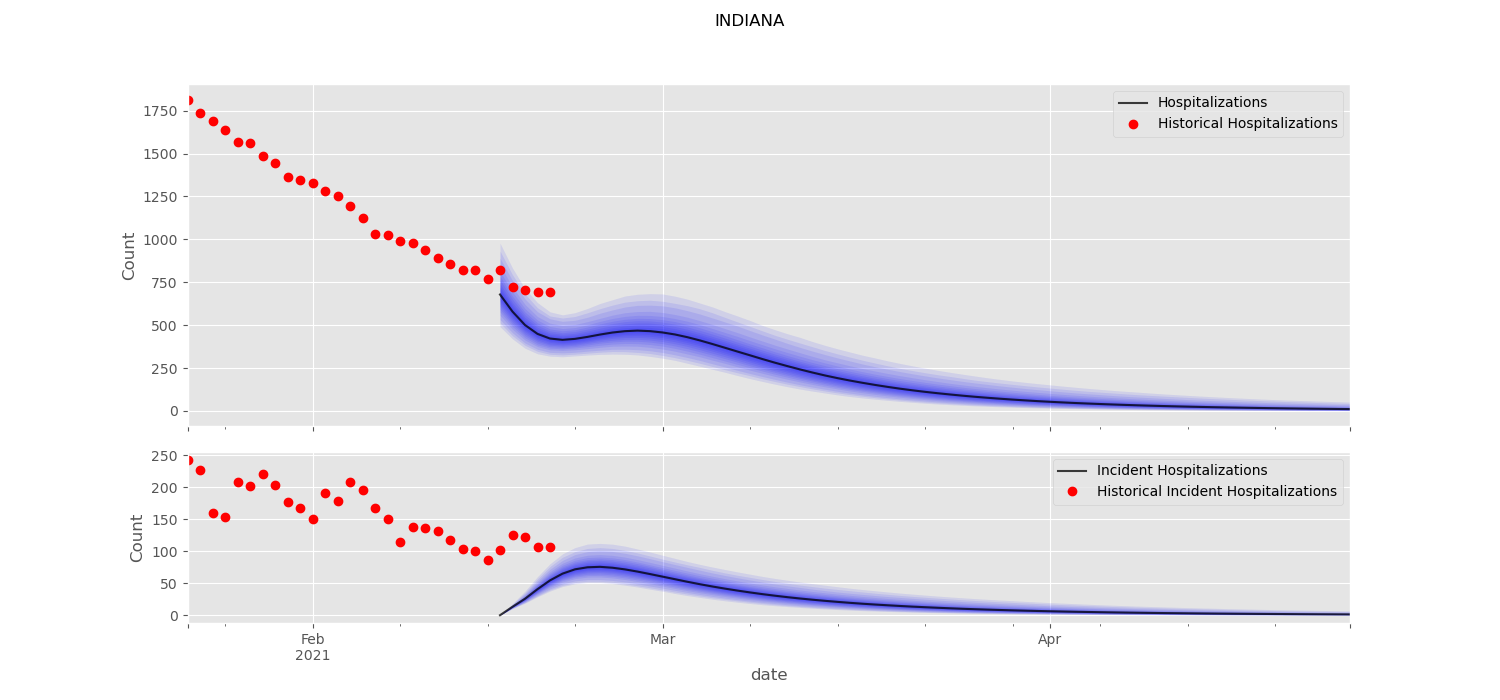 INDIANA
Hospitalizations
Historical Hospitalizations
1750
1500
1250
1000
750
500
250
0
Count
Incident Hospitalizations
Historical Incident Hospitalizations
250
200
150
100
50
0
Count
Feb
2021
Mar
Apr
date